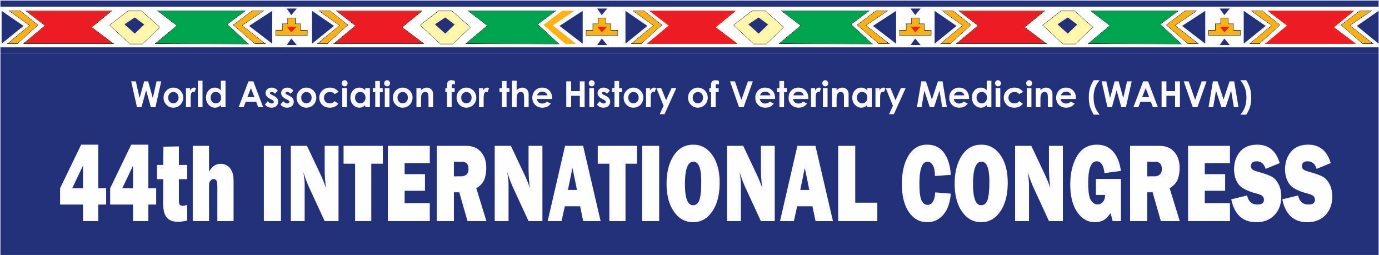 World Association for the History of Veterinary Medicine (WAHVM)
44th INTERNATIONAL CONGRESS